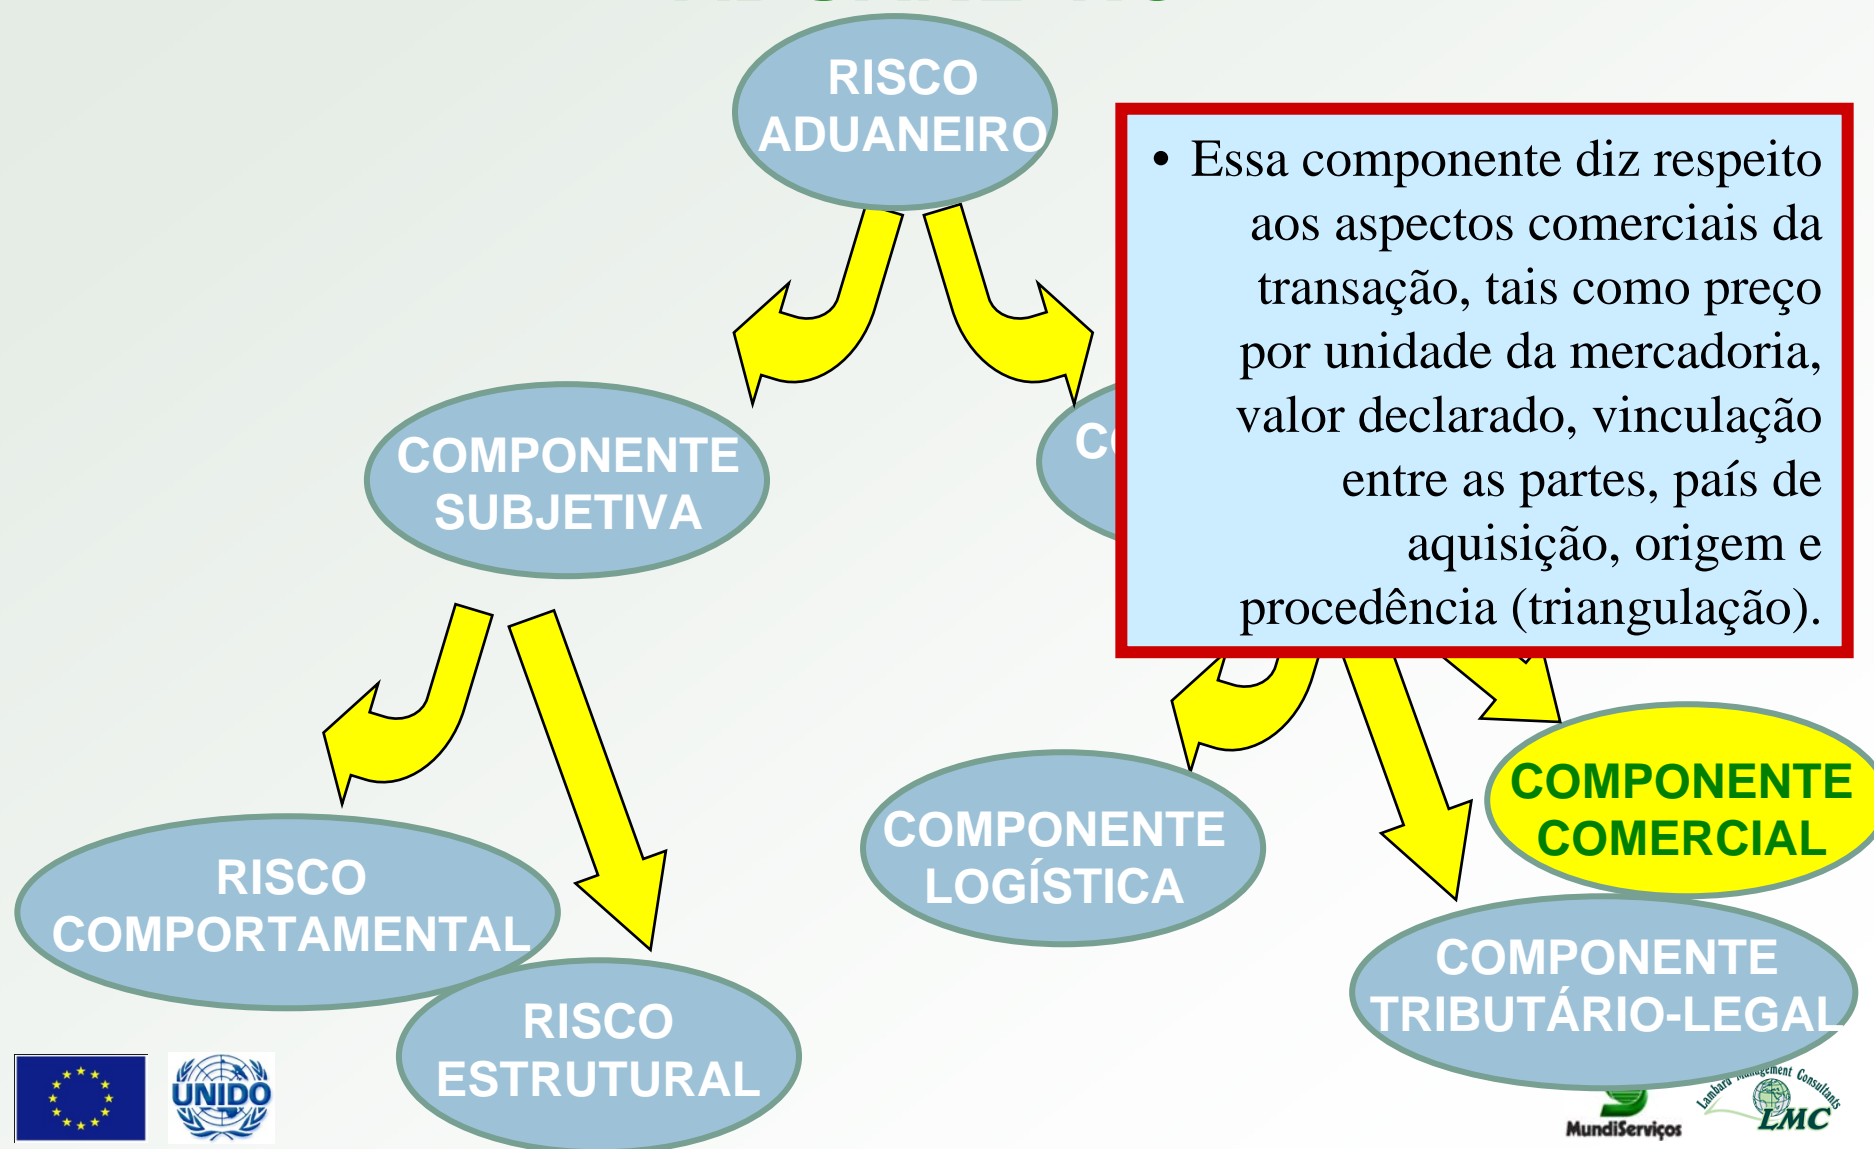 RISCO
ADUANEIRO
• Essa componente diz respeito
aos aspectos comerciais da
transação, tais como preço
por unidade da mercadoria,
valor declarado, vinculação
entre as partes, país de
aquisição, origem e
procedência (triangulação).
COMPONENTE
SUBJETIVA
COMPONENTE
COMERCIAL
COMPONENTE
LOGÍSTICA
RISCO
COMPORTAMENTAL
COMPONENTE
TRIBUTÁRIO-LEGAL
RISCO
ESTRUTURAL
UNIDO
MundiServiços
Management Consultants
LMC